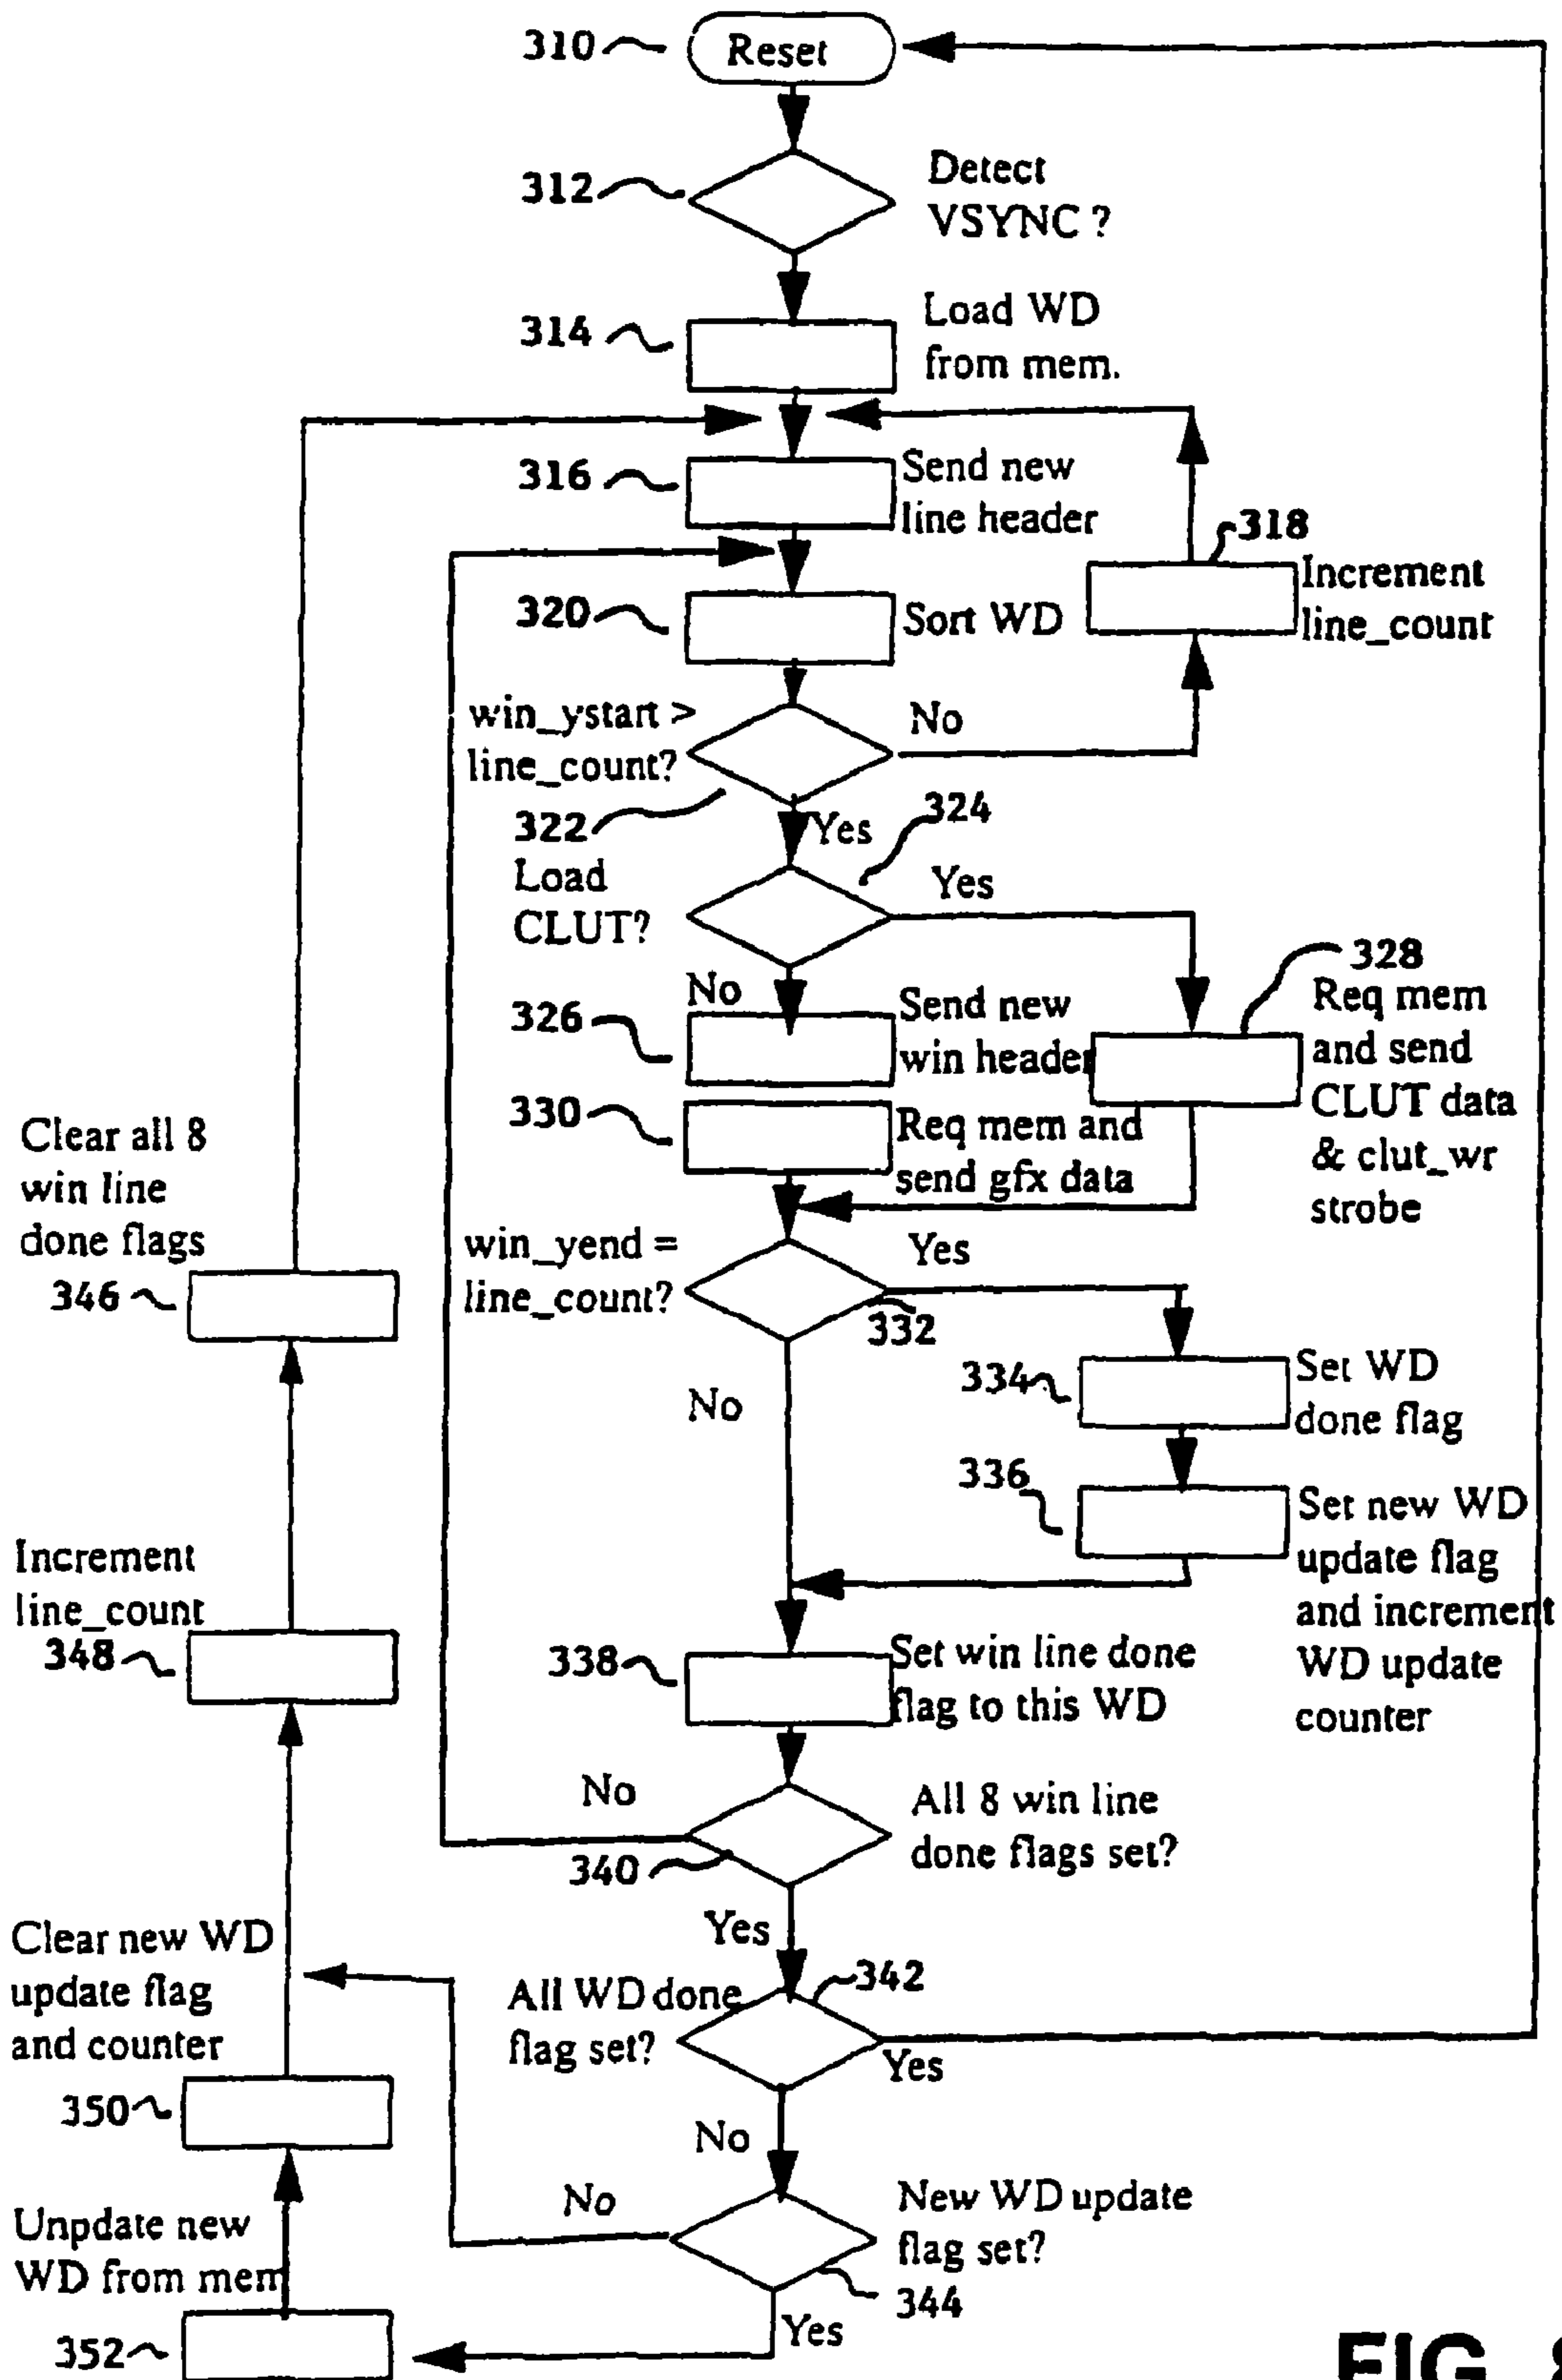 310
Reset
312
Detect
VSYNC ?
314
Load WD
from mem.
316
Send new
line header
318
Increment
line_count
320
Sort WD
win_ystart >
line_count?
No
322
Yes
324
Load
CLUT?
Yes
No
326
Send new
win header
328
Req mem
and send
CLUT data
& clut_wr
strobe
330
Req mem and
send gfx data
Clear all 8
win line
done flags
346
win_yend =
line_count?
Yes
332
No
334
Set WD
done flag
336
Set new WD
update flag
and increment
WD update
counter
Increment
line_count
348
338
Set win line done
flag to this WD
No
340
All 8 win line
done flags set?
Yes
Clear new WD
update flag
and counter
350
All WD done
flag set?
342
Yes
No
No
New WD update
flag set?
344
Yes
Unpdate new
WD from mem
352
FIG. 8